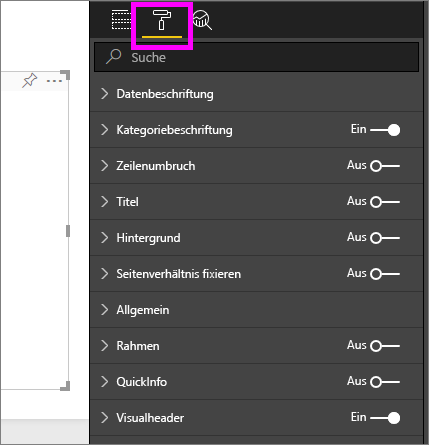 Suche
Datenbeschriftung
Kategoriebeschriftung Ein
Zeilenumbruch Aus
Titel Aus
Hintergrund Aus
Seitenverhältnis fixieren Aus
Allgemein
Rahmen Aus
QuickInfo Aus
Visualheader Ein